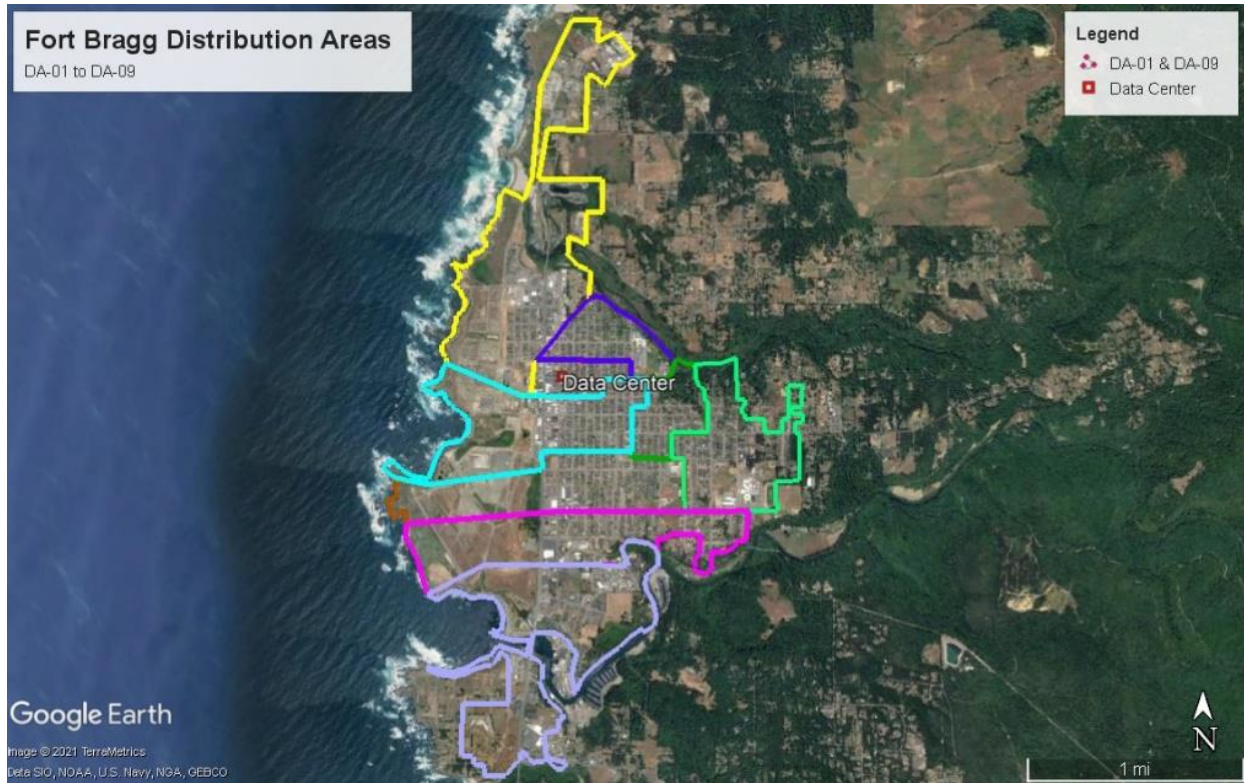 Fort Bragg Distribution Areas
DA-01 to DA-09
Legend
DA-01 & DA-09
Data Center
Data Center
Google Earth
Image © 2021 TerraMetrics
Data SIO, NOAA, U.S. Navy, NGA, GEBCO
N
1 mi